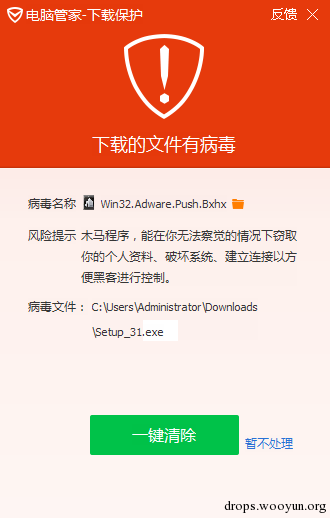 电脑管家-下载保护 反馈
下载的文件有病毒
病毒名称 Win32.Adware.Push.Bxhx
风险提示 木马程序，能在你无法察觉的情况下窃取
你的个人资料、破坏系统、建立连接以方
便黑客进行控制。
病毒文件： C:\Users\Administrator\Downloads
\Setup_31.exe
一键清除 暂不处理
drops.wooyun.org